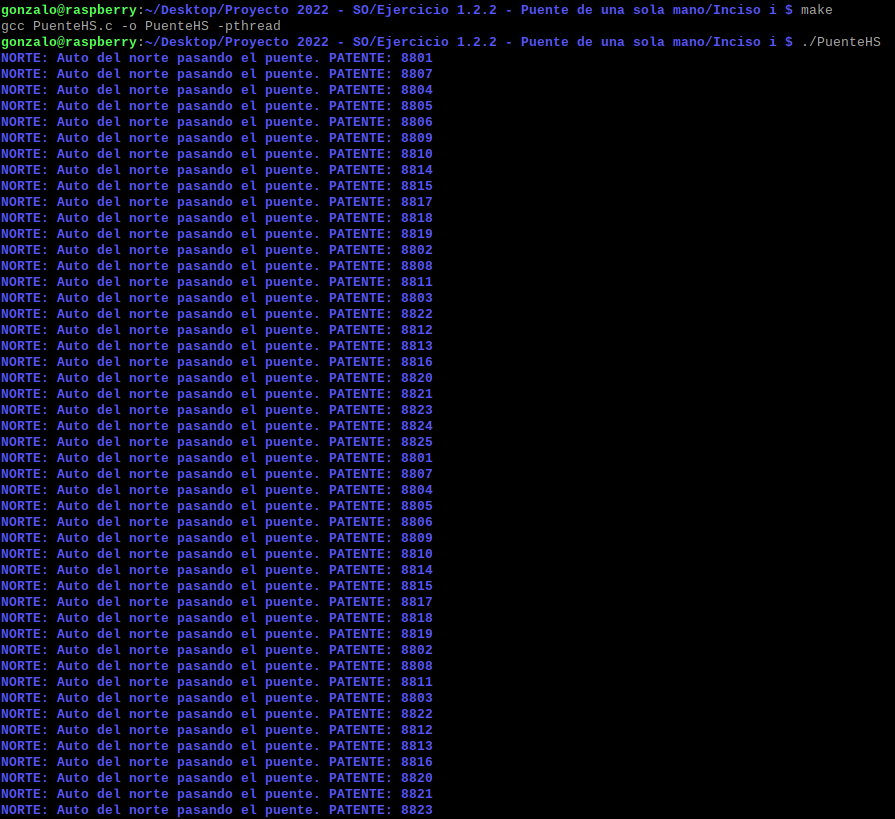 gonzalo@raspberry:~/Desktop/Proyecto 2022 - SO/Ejercicio 1.2.2 - Puente de una sola mano/Inciso i $ make
gcc PuenteHS.c -o PuenteHS -pthread
gonzalo@raspberry:~/Desktop/Proyecto 2022 - SO/Ejercicio 1.2.2 - Puente de una sola mano/Inciso i $ ./PuenteHS
NORTE: Auto del norte pasando el puente. PATENTE: 8801
NORTE: Auto del norte pasando el puente. PATENTE: 8807
NORTE: Auto del norte pasando el puente. PATENTE: 8804
NORTE: Auto del norte pasando el puente. PATENTE: 8805
NORTE: Auto del norte pasando el puente. PATENTE: 8806
NORTE: Auto del norte pasando el puente. PATENTE: 8809
NORTE: Auto del norte pasando el puente. PATENTE: 8810
NORTE: Auto del norte pasando el puente. PATENTE: 8814
NORTE: Auto del norte pasando el puente. PATENTE: 8815
NORTE: Auto del norte pasando el puente. PATENTE: 8817
NORTE: Auto del norte pasando el puente. PATENTE: 8818
NORTE: Auto del norte pasando el puente. PATENTE: 8819
NORTE: Auto del norte pasando el puente. PATENTE: 8802
NORTE: Auto del norte pasando el puente. PATENTE: 8808
NORTE: Auto del norte pasando el puente. PATENTE: 8811
NORTE: Auto del norte pasando el puente. PATENTE: 8803
NORTE: Auto del norte pasando el puente. PATENTE: 8822
NORTE: Auto del norte pasando el puente. PATENTE: 8812
NORTE: Auto del norte pasando el puente. PATENTE: 8813
NORTE: Auto del norte pasando el puente. PATENTE: 8816
NORTE: Auto del norte pasando el puente. PATENTE: 8820
NORTE: Auto del norte pasando el puente. PATENTE: 8821
NORTE: Auto del norte pasando el puente. PATENTE: 8823
NORTE: Auto del norte pasando el puente. PATENTE: 8824
NORTE: Auto del norte pasando el puente. PATENTE: 8825
NORTE: Auto del norte pasando el puente. PATENTE: 8801
NORTE: Auto del norte pasando el puente. PATENTE: 8807
NORTE: Auto del norte pasando el puente. PATENTE: 8804
NORTE: Auto del norte pasando el puente. PATENTE: 8805
NORTE: Auto del norte pasando el puente. PATENTE: 8806
NORTE: Auto del norte pasando el puente. PATENTE: 8809
NORTE: Auto del norte pasando el puente. PATENTE: 8810
NORTE: Auto del norte pasando el puente. PATENTE: 8814
NORTE: Auto del norte pasando el puente. PATENTE: 8815
NORTE: Auto del norte pasando el puente. PATENTE: 8817
NORTE: Auto del norte pasando el puente. PATENTE: 8818
NORTE: Auto del norte pasando el puente. PATENTE: 8819
NORTE: Auto del norte pasando el puente. PATENTE: 8802
NORTE: Auto del norte pasando el puente. PATENTE: 8808
NORTE: Auto del norte pasando el puente. PATENTE: 8811
NORTE: Auto del norte pasando el puente. PATENTE: 8803
NORTE: Auto del norte pasando el puente. PATENTE: 8822
NORTE: Auto del norte pasando el puente. PATENTE: 8812
NORTE: Auto del norte pasando el puente. PATENTE: 8813
NORTE: Auto del norte pasando el puente. PATENTE: 8816
NORTE: Auto del norte pasando el puente. PATENTE: 8820
NORTE: Auto del norte pasando el puente. PATENTE: 8821
NORTE: Auto del norte pasando el puente. PATENTE: 8823